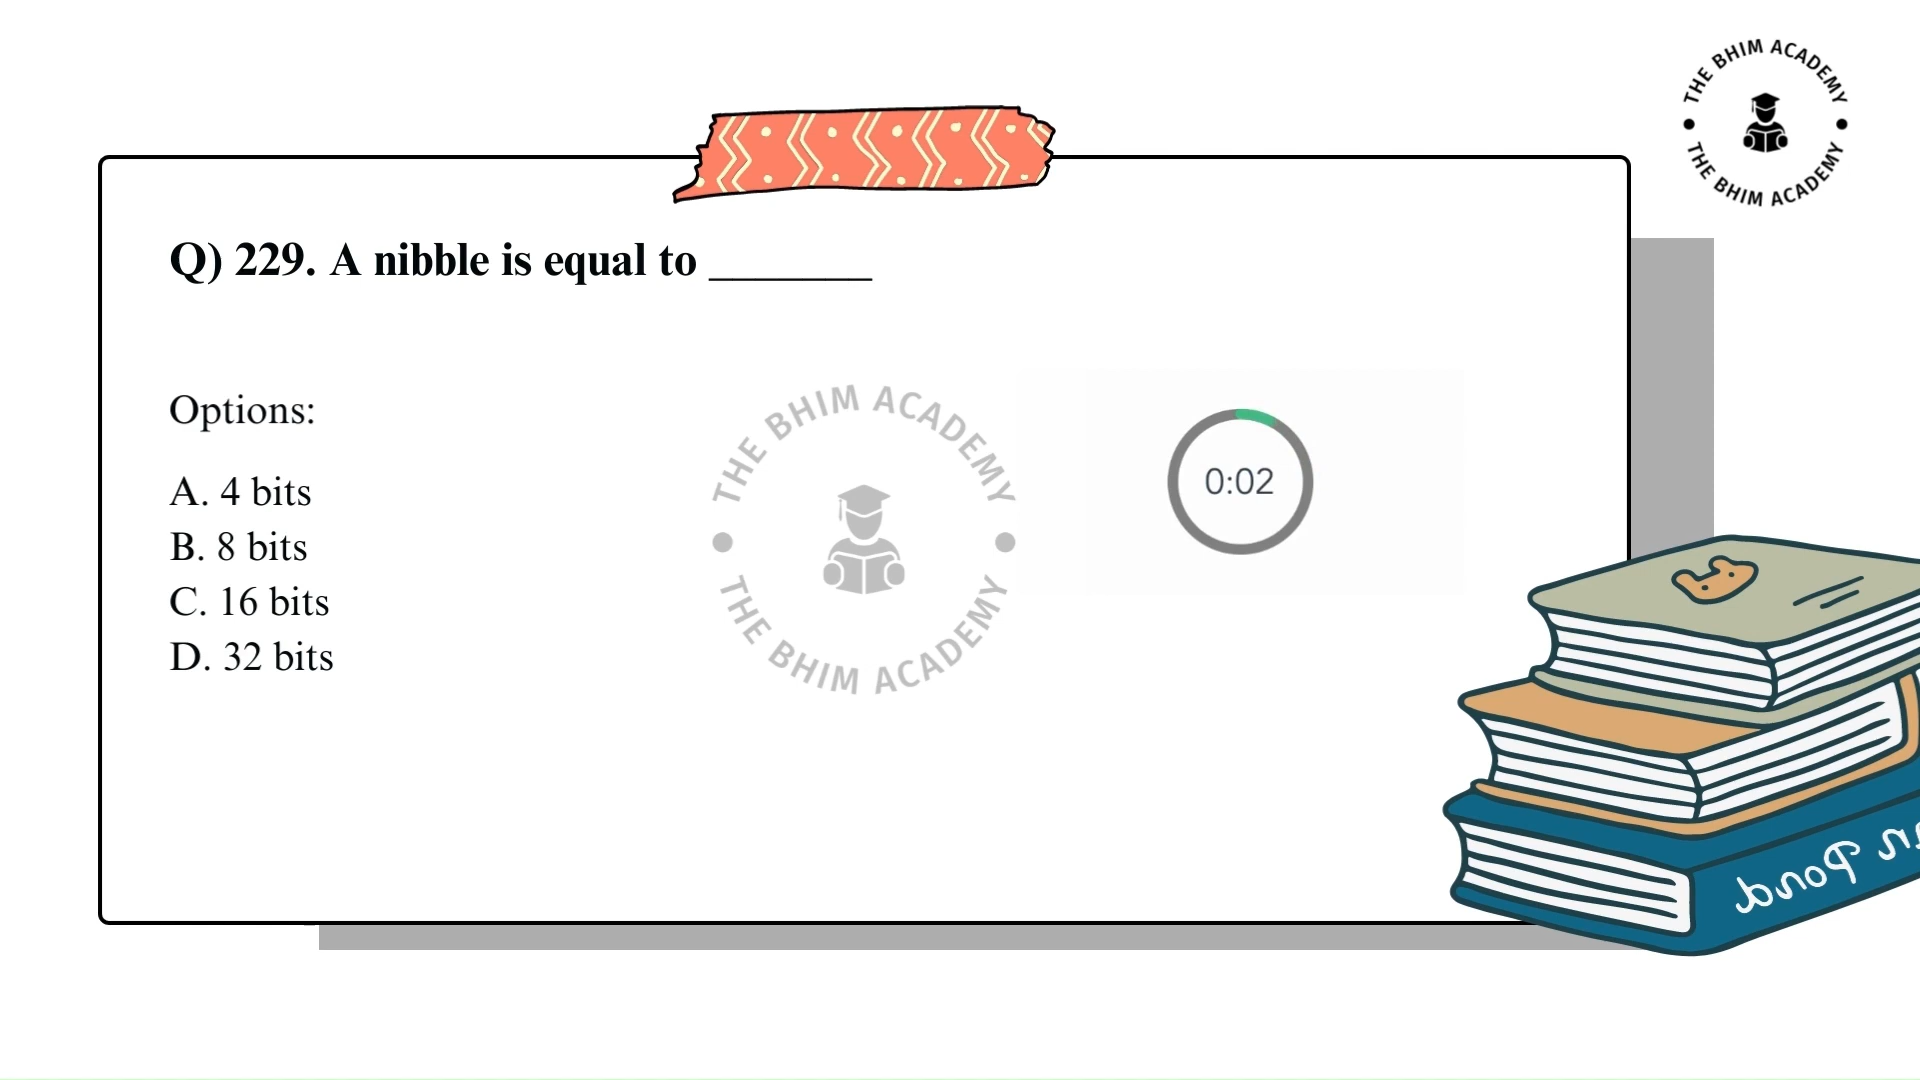 THE BHIM ACADEMY
THE BHIM ACADEMY
Q) 229. A nibble is equal to _______
Options:
A. 4 bits
B. 8 bits
C. 16 bits
D. 32 bits
THE BHIM ACADEMY
THE BHIM ACADEMY
0:02
Pond